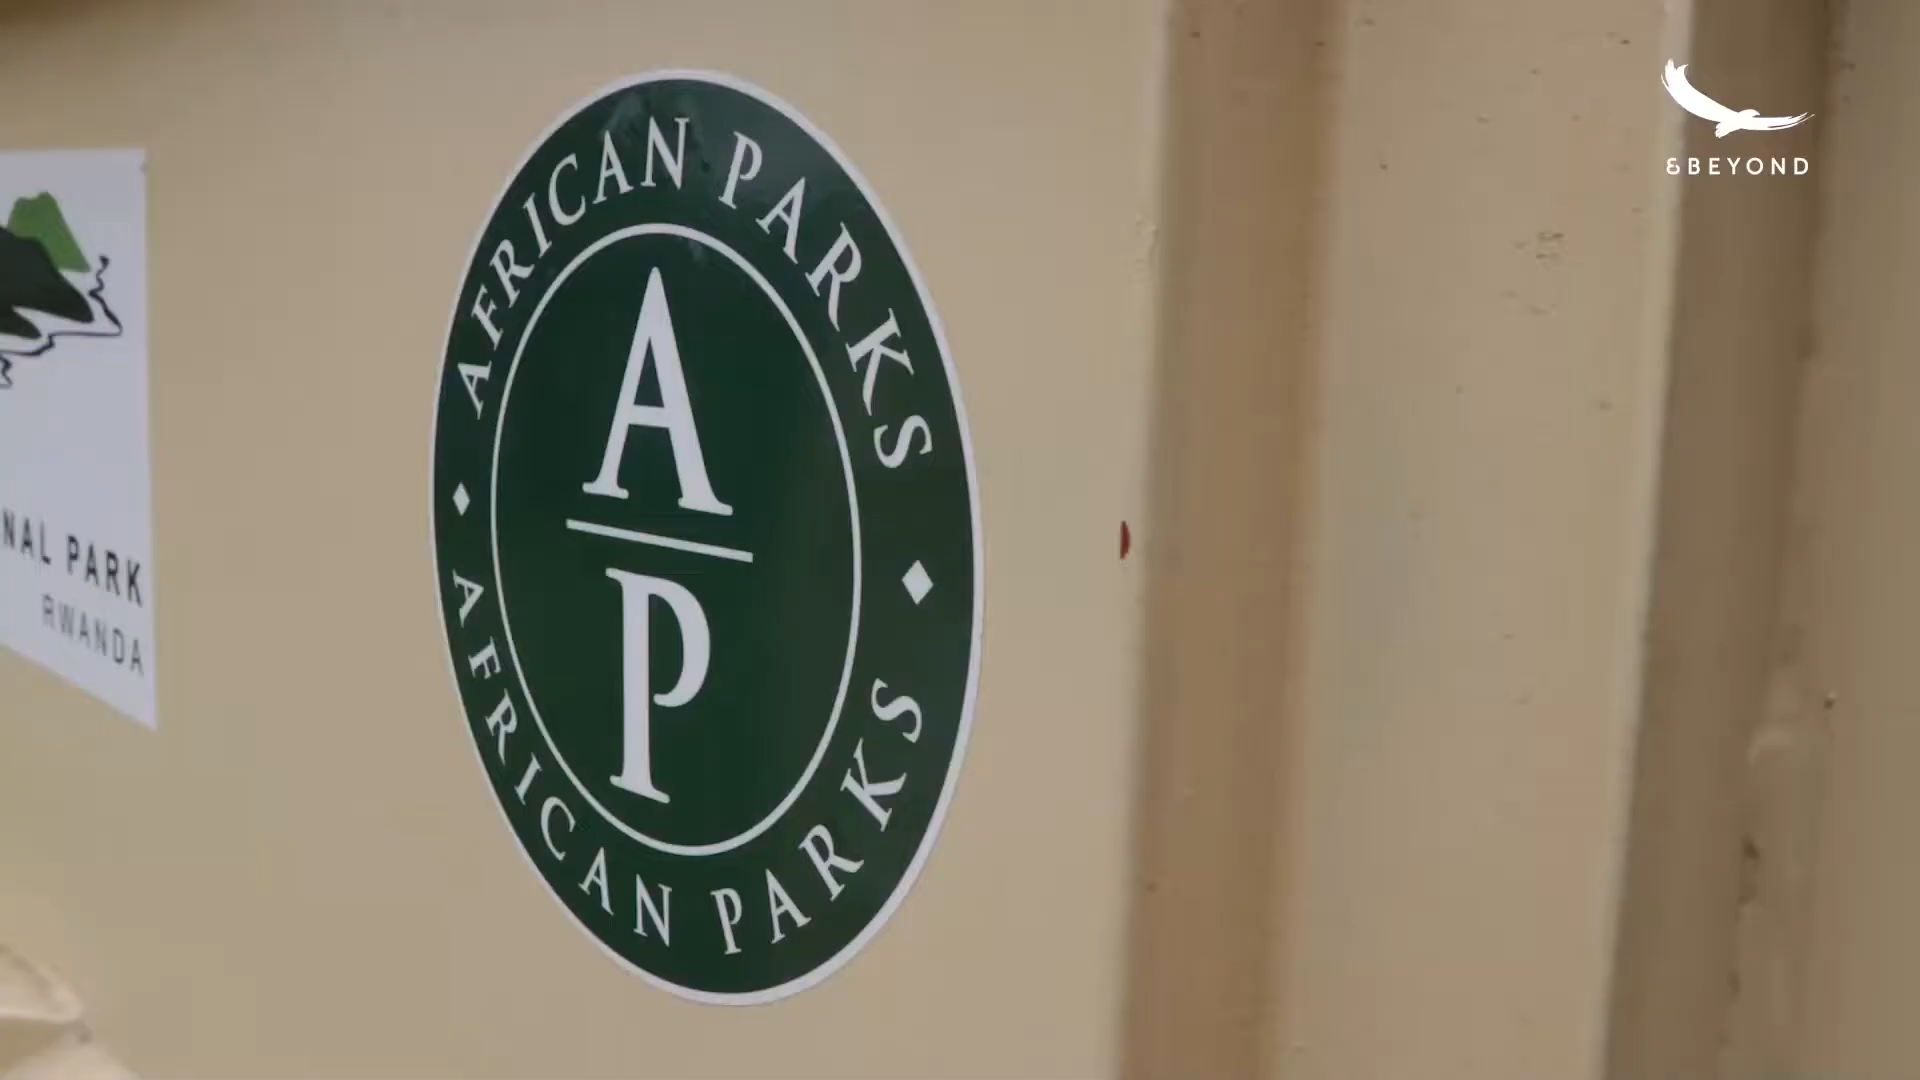 &BEYOND
AFRICAN PARKS
A
P
AFRICAN PARKS
NAL PARK
RWANDA